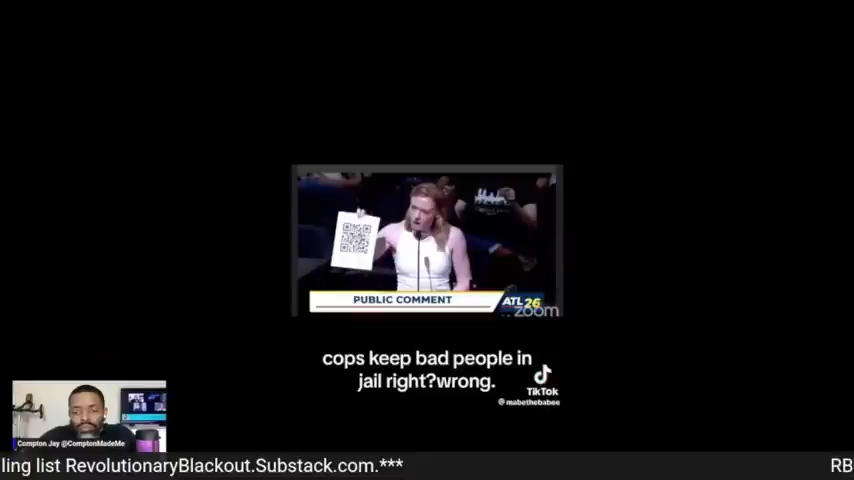 PUBLIC COMMENT
ATL 26
zoom
cops keep bad people in
jail right?wrong.
TikTok
@mabethebabee
Compton Jay @ComptonMadeMe
ling list RevolutionaryBlackout.Substack.com.***
RB